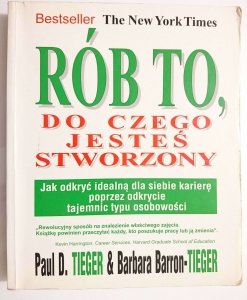 Bestseller The New York Times
RÓB TO,
DO CZEGO
JESTEŚ
STWORZONY
Jak odkryć idealną dla siebie karierę
poprzez odkrycie
tajemnic typu osobowości
„Rewolucyjny sposób na znalezienie właściwego zajęcia.
Książkę powinien przeczytać każdy, kto poszukuje pracy lub ją zmienia".
Kevin Harrington, Career Services, Harvard Graduate School of Education
Paul D. TIEGER & Barbara Barron-TIEGER